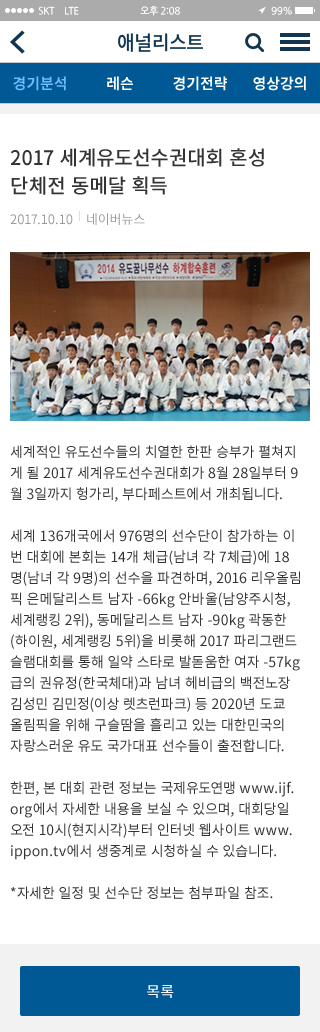 SKT LTE 오후 2:08 99%
애널리스트
경기분석 레슨 경기전략 영상강의
2017 세계유도선수권대회 혼성
단체전 동메달 획득
2017.10.10 네이버뉴스
2014 유도꿈나무선수 하계합숙훈련
세계적인 유도선수들의 치열한 한판 승부가 펼쳐지
게 될 2017 세계유도선수권대회가 8월 28일부터 9
월 3일까지 헝가리, 부다페스트에서 개최됩니다.
세계 136개국에서 976명의 선수단이 참가하는 이
번 대회에 본회는 14개 체급(남녀 각 7체급)에 18
명(남녀 각 9명)의 선수을 파견하며, 2016 리우올림
픽 은메달리스트 남자 -66kg 안바울(남양주시청,
세계랭킹 2위), 동메달리스트 남자 -90kg 곽동한
(하이원, 세계랭킹 5위)을 비롯해 2017 파리그랜드
슬램대회를 통해 일약 스타로 발돋움한 여자 -57kg
급의 권유정(한국체대)과 남녀 헤비급의 백전노장
김성민 김민정(이상 렛츠런파크) 등 2020년 도쿄
올림픽을 위해 구슬땀을 흘리고 있는 대한민국의
자랑스러운 유도 국가대표 선수들이 출전합니다.
한편, 본 대회 관련 정보는 국제유도연맹 www.ijf.
org에서 자세한 내용을 보실 수 있으며, 대회당일
오전 10시(현지시각)부터 인터넷 웹사이트 www.
ippon.tv에서 생중계로 시청하실 수 있습니다.
*자세한 일정 및 선수단 정보는 첨부파일 참조.
목록